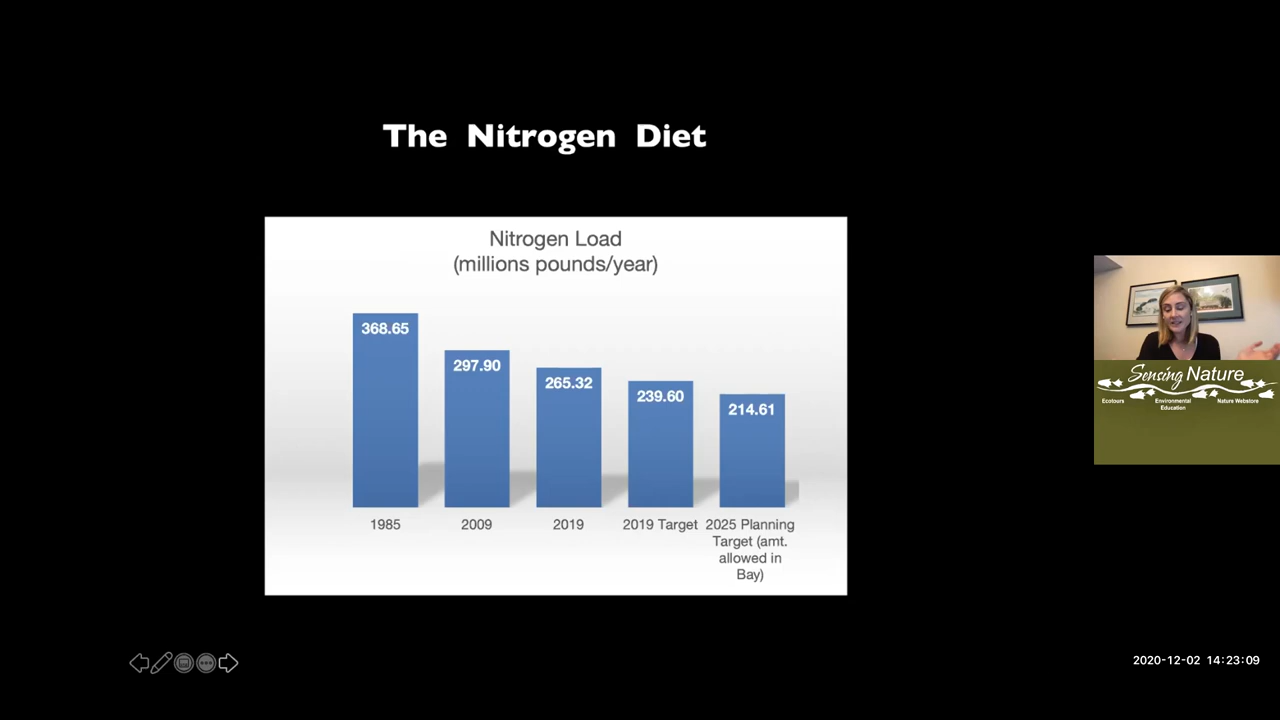 The Nitrogen Diet
Nitrogen Load
(millions pounds/year)
368.65
297.90
265.32
239.60
214.61
1985
2009
2019
2019 Target
2025 Planning
Target (amt.
allowed in
Bay)
Sensing Nature
Ecotours
Environmental
Education
Nature Webstore
2020-12-02 14:23:09